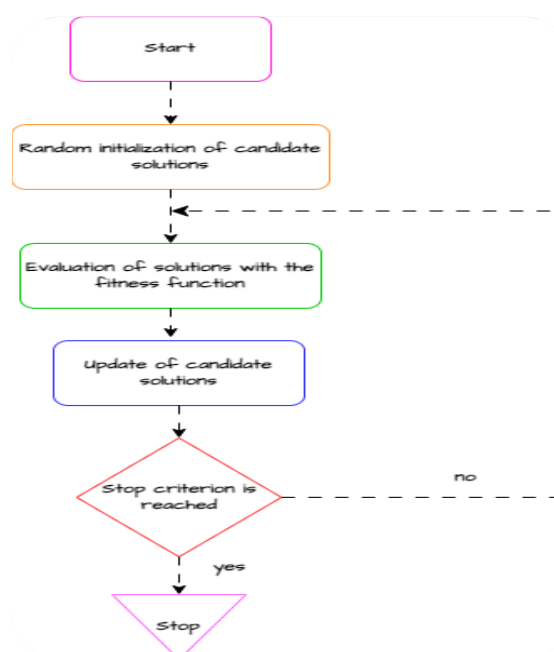 Start
Random initialization of candidate
solutions
Evaluation of solutions with the
fitness function
Update of candidate
solutions
Stop criterion is
reached
no
yes
Stop